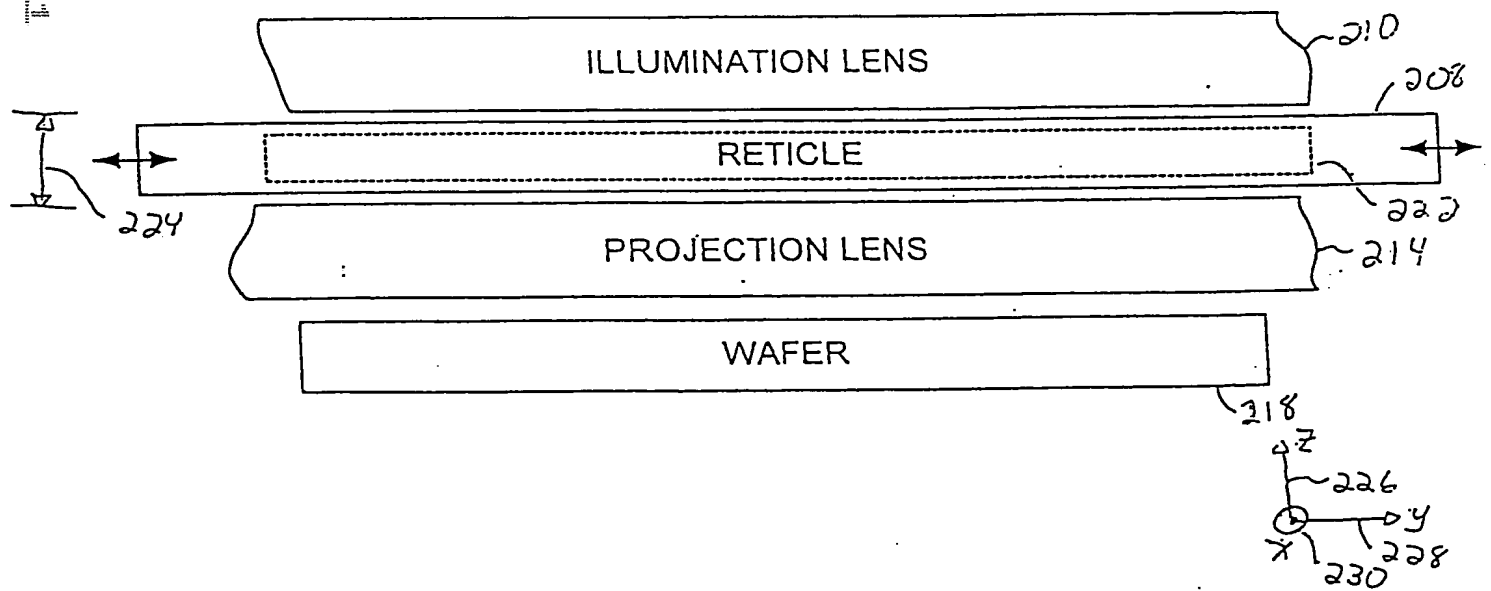 ILLUMINATION LENS
210
208
RETICLE
222
224
PROJECTION LENS
214
WAFER
218
Z
226
y
X
228
230